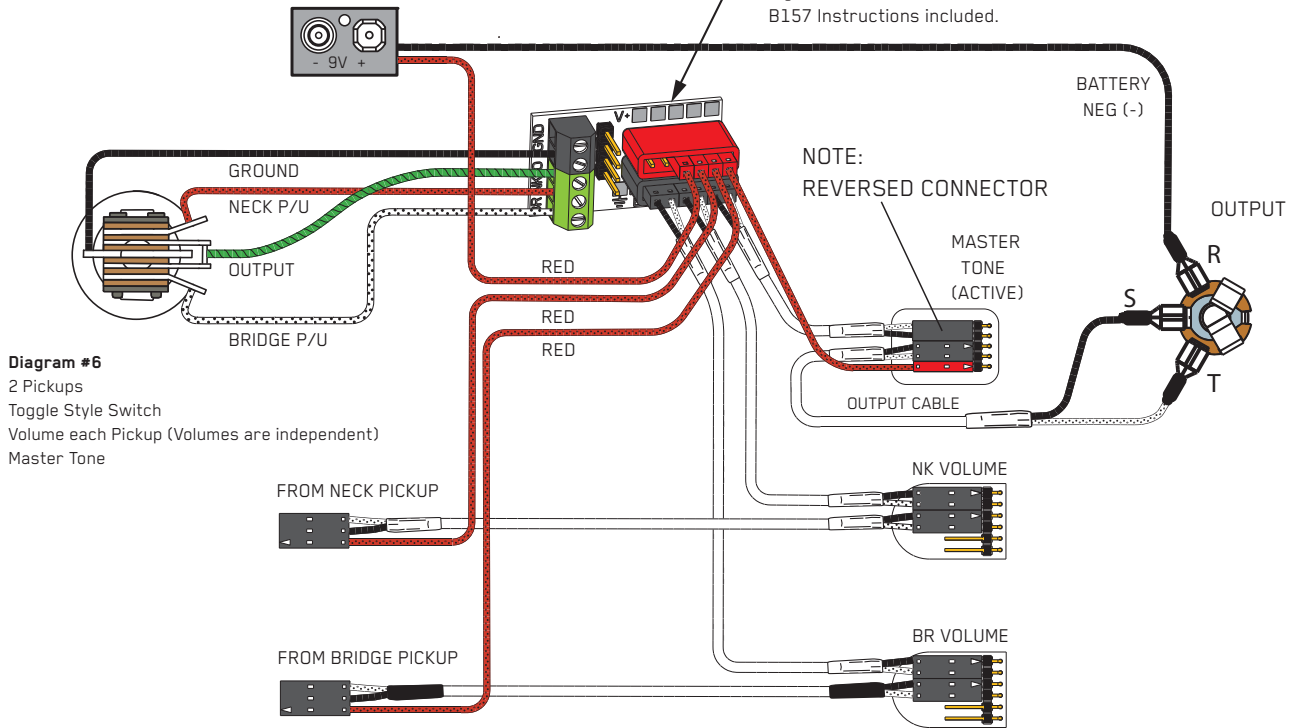 B157 Instructions included.
- 9V +
BATTERY
NEG (-)
V+
GND
GROUND
NECK P/U
OUTPUT
BRIDGE P/U
NOTE:
REVERSED CONNECTOR
OUTPUT
MASTER
TONE
(ACTIVE)
R
S
T
RED
RED
RED
OUTPUT CABLE
Diagram #6
2 Pickups
Toggle Style Switch
Volume each Pickup (Volumes are independent)
Master Tone
FROM NECK PICKUP
NK VOLUME
FROM BRIDGE PICKUP
BR VOLUME